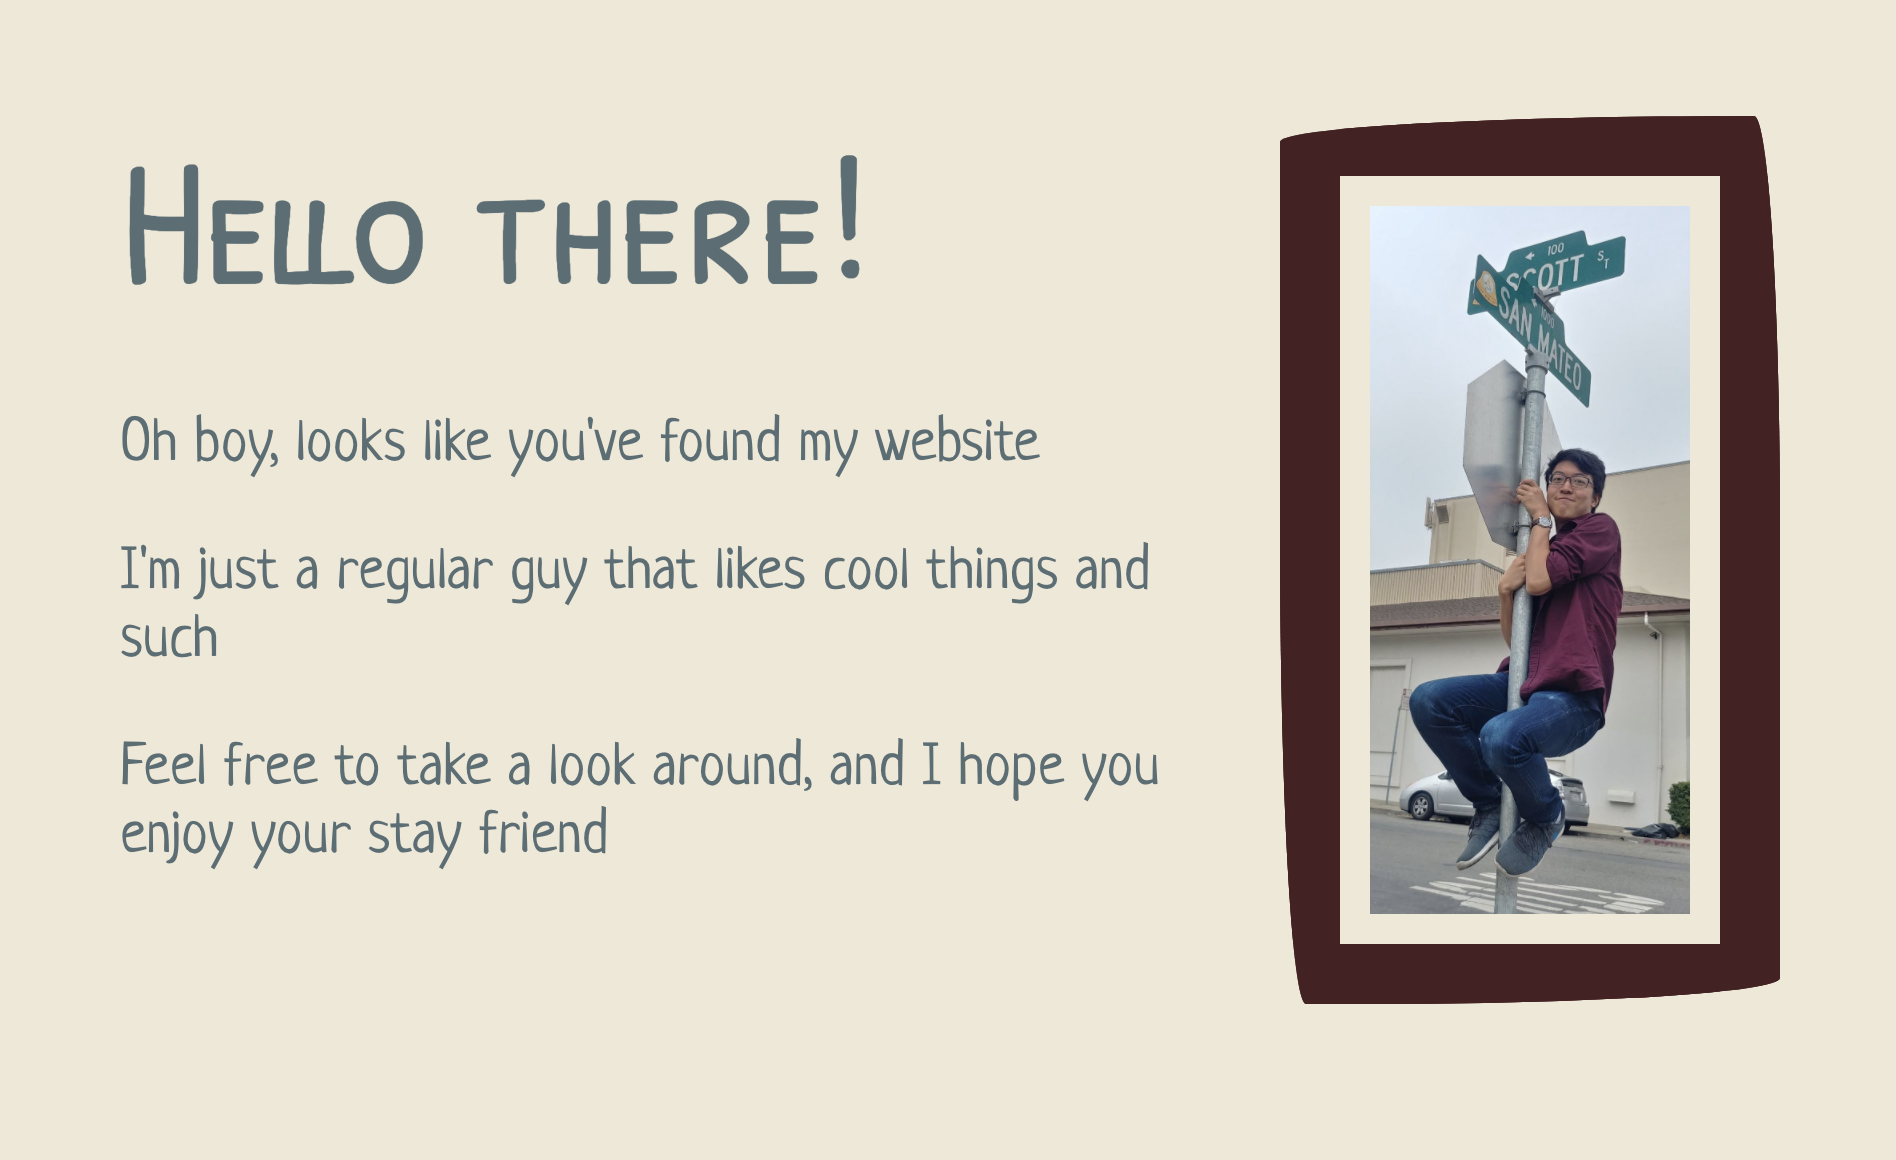 Hello there!
Oh boy, looks like you've found my website
I'm just a regular guy that likes cool things and
such
Feel free to take a look around, and I hope you
enjoy your stay friend
100
SCOTT ST
1000
SAN MATEO